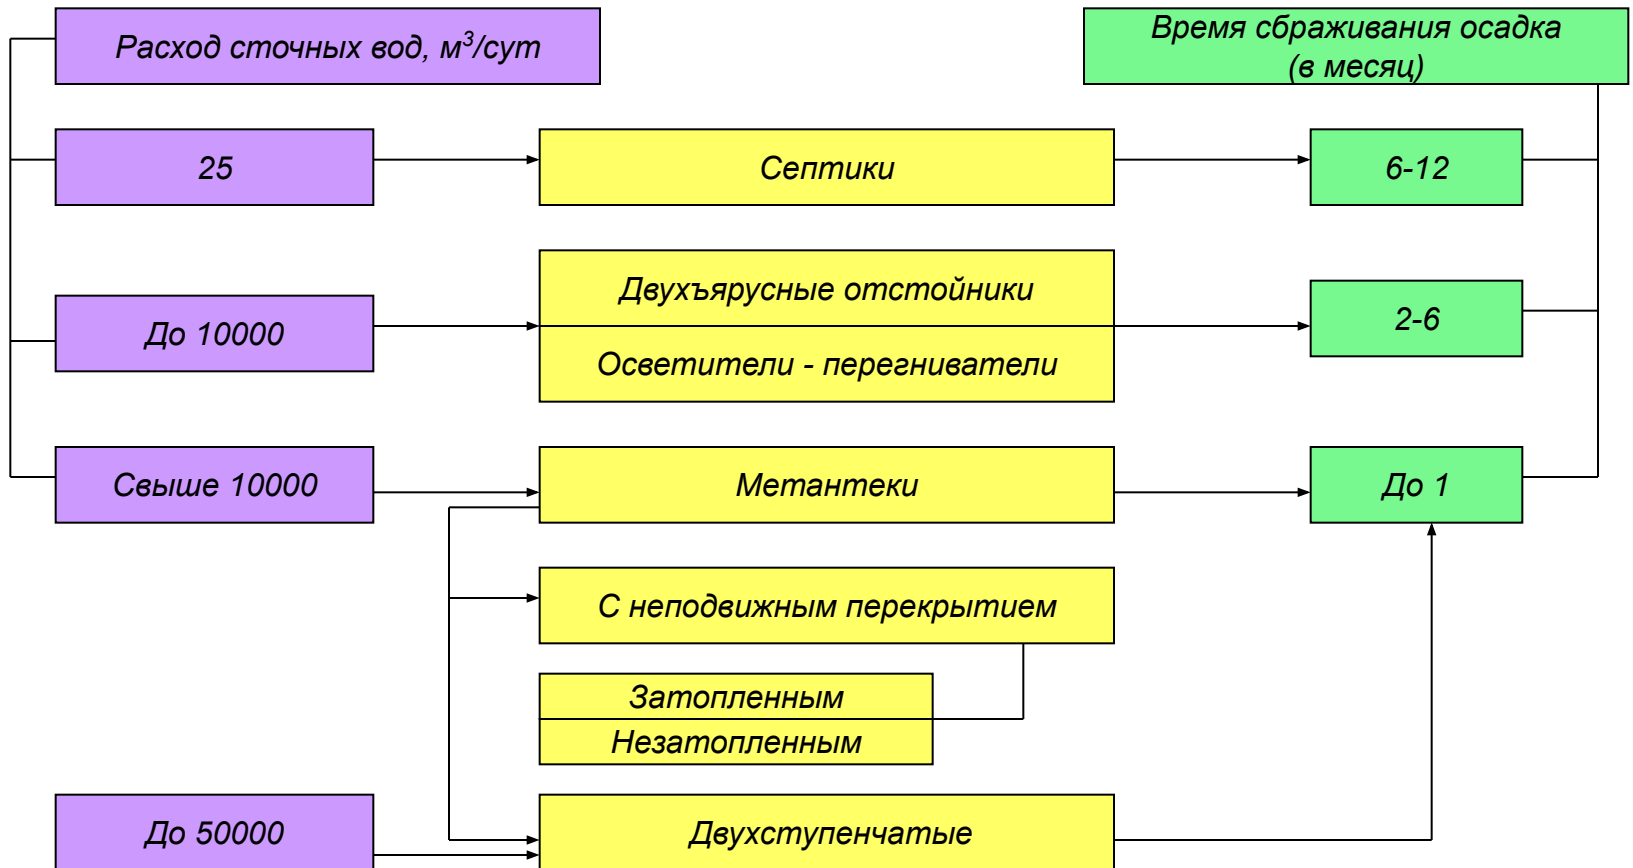 Расход сточных вод, м³/сут
Время сбраживания осадка
(в месяц)
25
Септики
6-12
До 10000
Двухъярусные отстойники
Осветители - перегниватели
2-6
Свыше 10000
Метантеки
До 1
С неподвижным перекрытием
Затопленным
Незатопленным
До 50000
Двухступенчатые